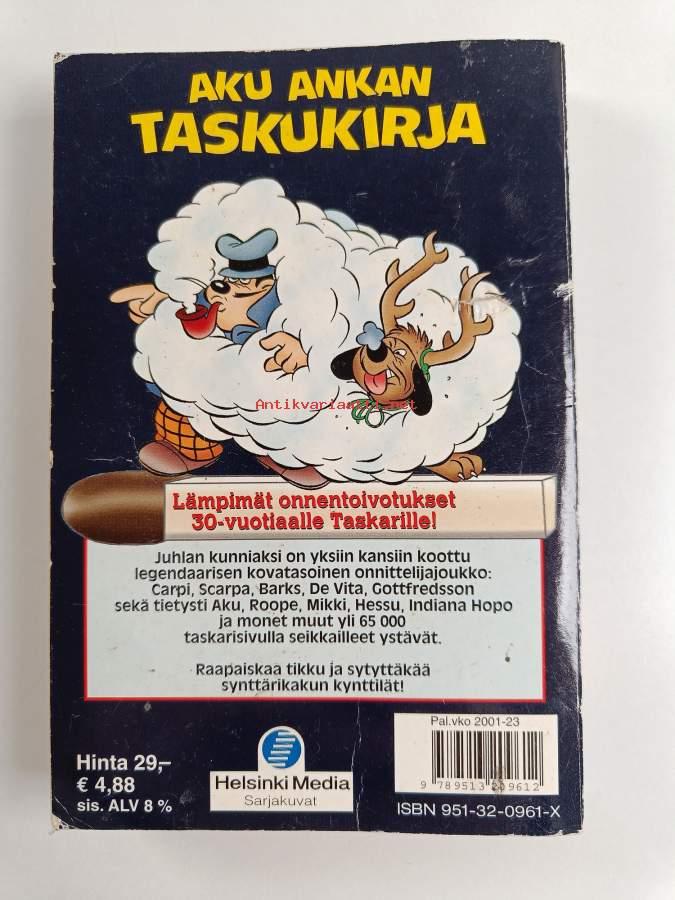 AKU ANKAN
TASKUKIRJA
Antikvariaatti.net
Lämpimät onnentoivotukset
30-vuotiaalle Taskarille!
Juhlan kunniaksi on yksiin kansiin koottu
legendaarisen kovatasoinen onnittelijajoukko:
Carpi, Scarpa, Barks, De Vita, Gottfredsson
sekä tietysti Aku, Roope, Mikki, Hessu, Indiana Hopo
ja monet muut yli 65 000
taskarisivulla seikkailleet ystävät.
Raapaiskaa tikku ja sytyttäkää
synttärikakun kynttilät!
Hinta 29,–
€ 4,88
sis. ALV 8 %
Helsinki Media
Sarjakuvat
Pal.vko 2001-23
9 789513 209612
ISBN 951-32-0961-X